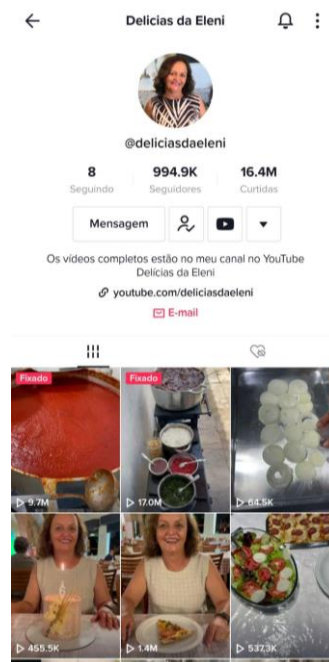 Delicias da Eleni
@deliciasdaeleni
8 994.9K 16.4M
Seguindo Seguidores Curtidas
Mensagem
Os vídeos completos estão no meu canal no YouTube
Delícias da Eleni
youtube.com/deliciasdaeleni
E-mail
Fixado Fixado
9.7M 17.0M 64.5K
455.5K 1.4M 537.3K